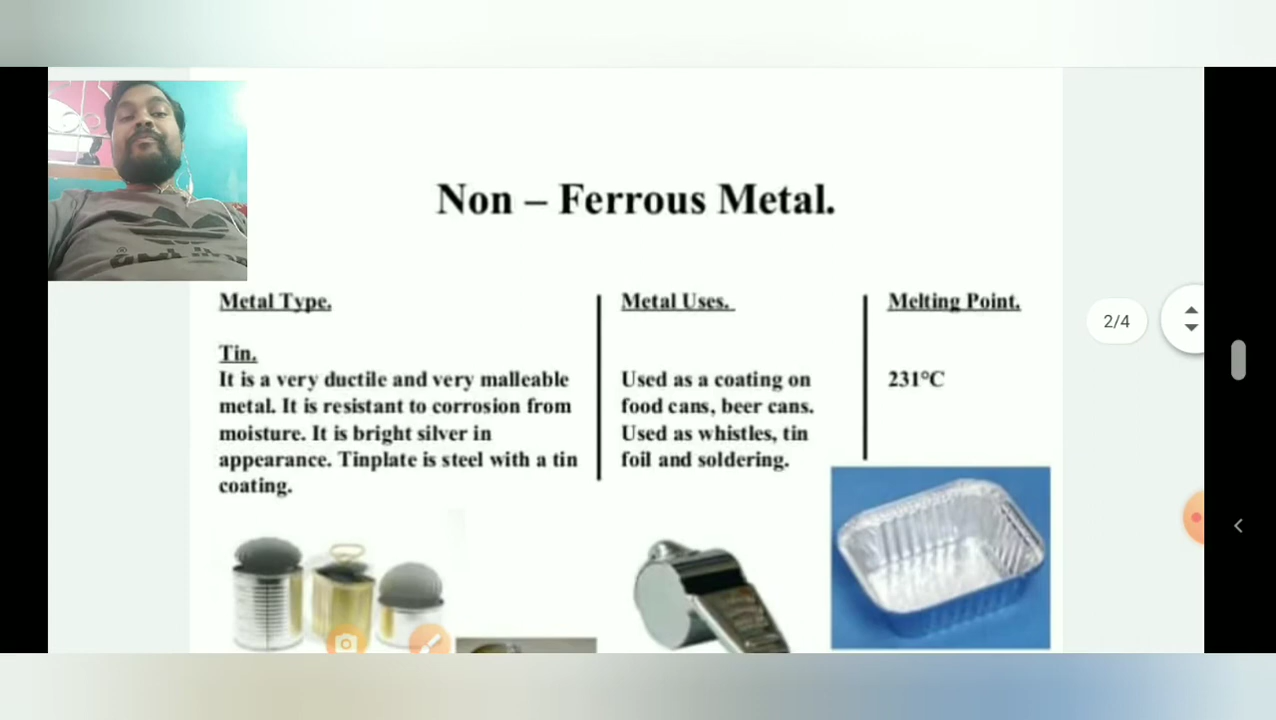 Non – Ferrous Metal.
Metal Type.
Metal Uses.
Melting Point.
Tin.
It is a very ductile and very malleable
metal. It is resistant to corrosion from
moisture. It is bright silver in
appearance. Tinplate is steel with a tin
coating.
Used as a coating on
food cans, beer cans.
Used as whistles, tin
foil and soldering.
231°C
2/4